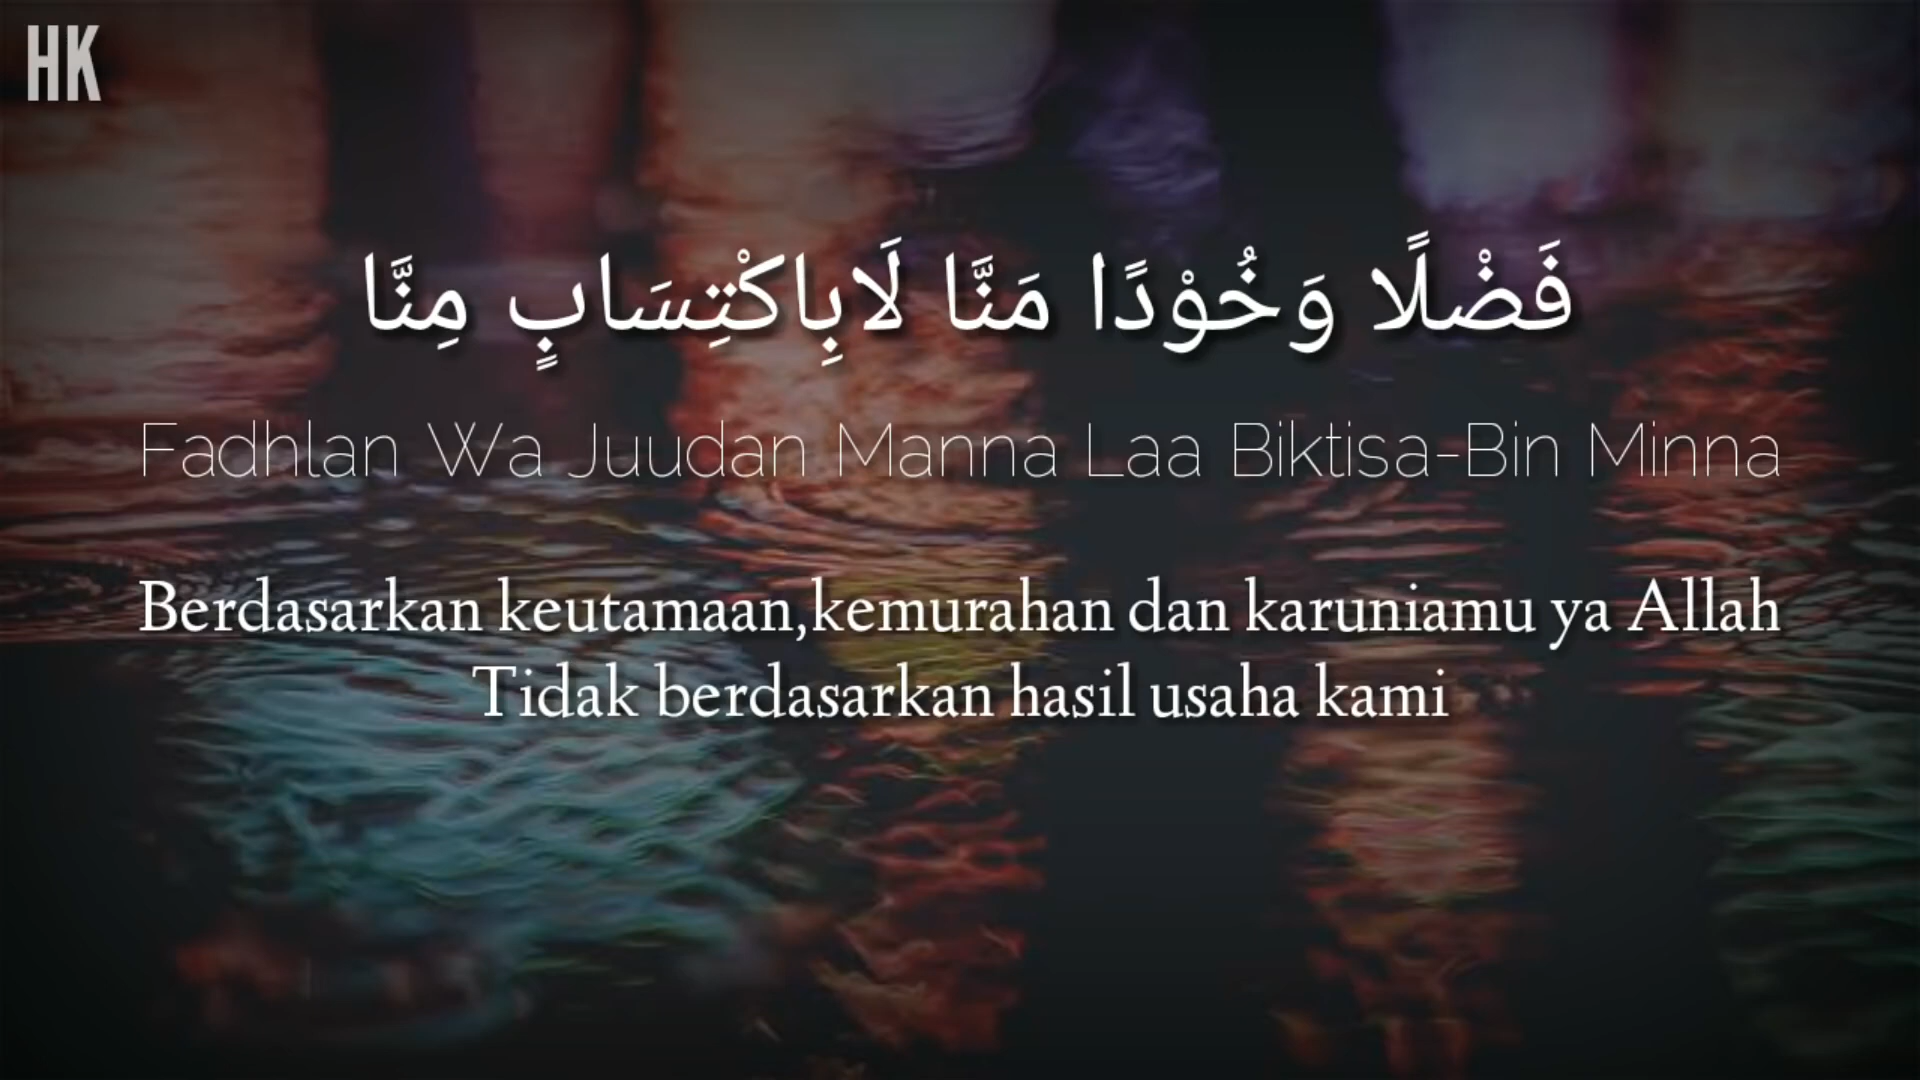 HK
فَضْلًا وَخُوْدًا مَنَّا لَابِاكْتِسَابٍ مِنَّا
Fadhlan Wa Juudan Manna Laa Biktisa-Bin Minna
Berdasarkan keutamaan,kemurahan dan karuniamu ya Allah
Tidak berdasarkan hasil usaha kami